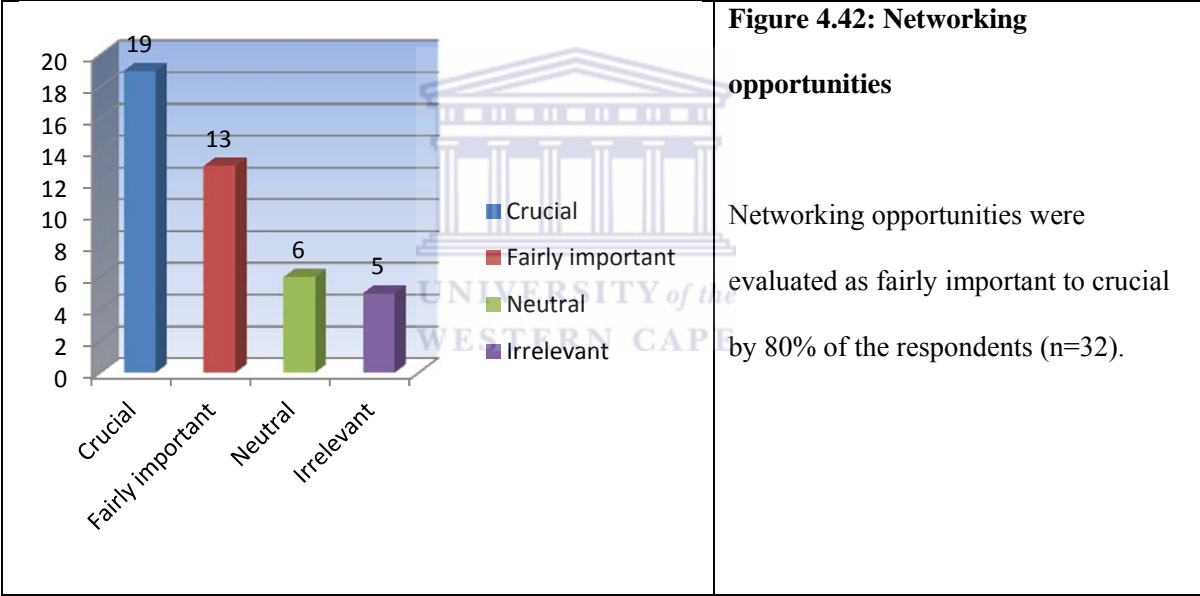 Figure 4.42: Networking
opportunities
Networking opportunities were
evaluated as fairly important to crucial
by 80% of the respondents (n=32).
20
18
16
14
12
10
8
6
4
2
0
19
13
6
5
Crucial
Fairly important
Neutral
Irrelevant
Crucial
Fairly important
Neutral
Irrelevant
UNIVERSITY of the
WESTERN CAPE